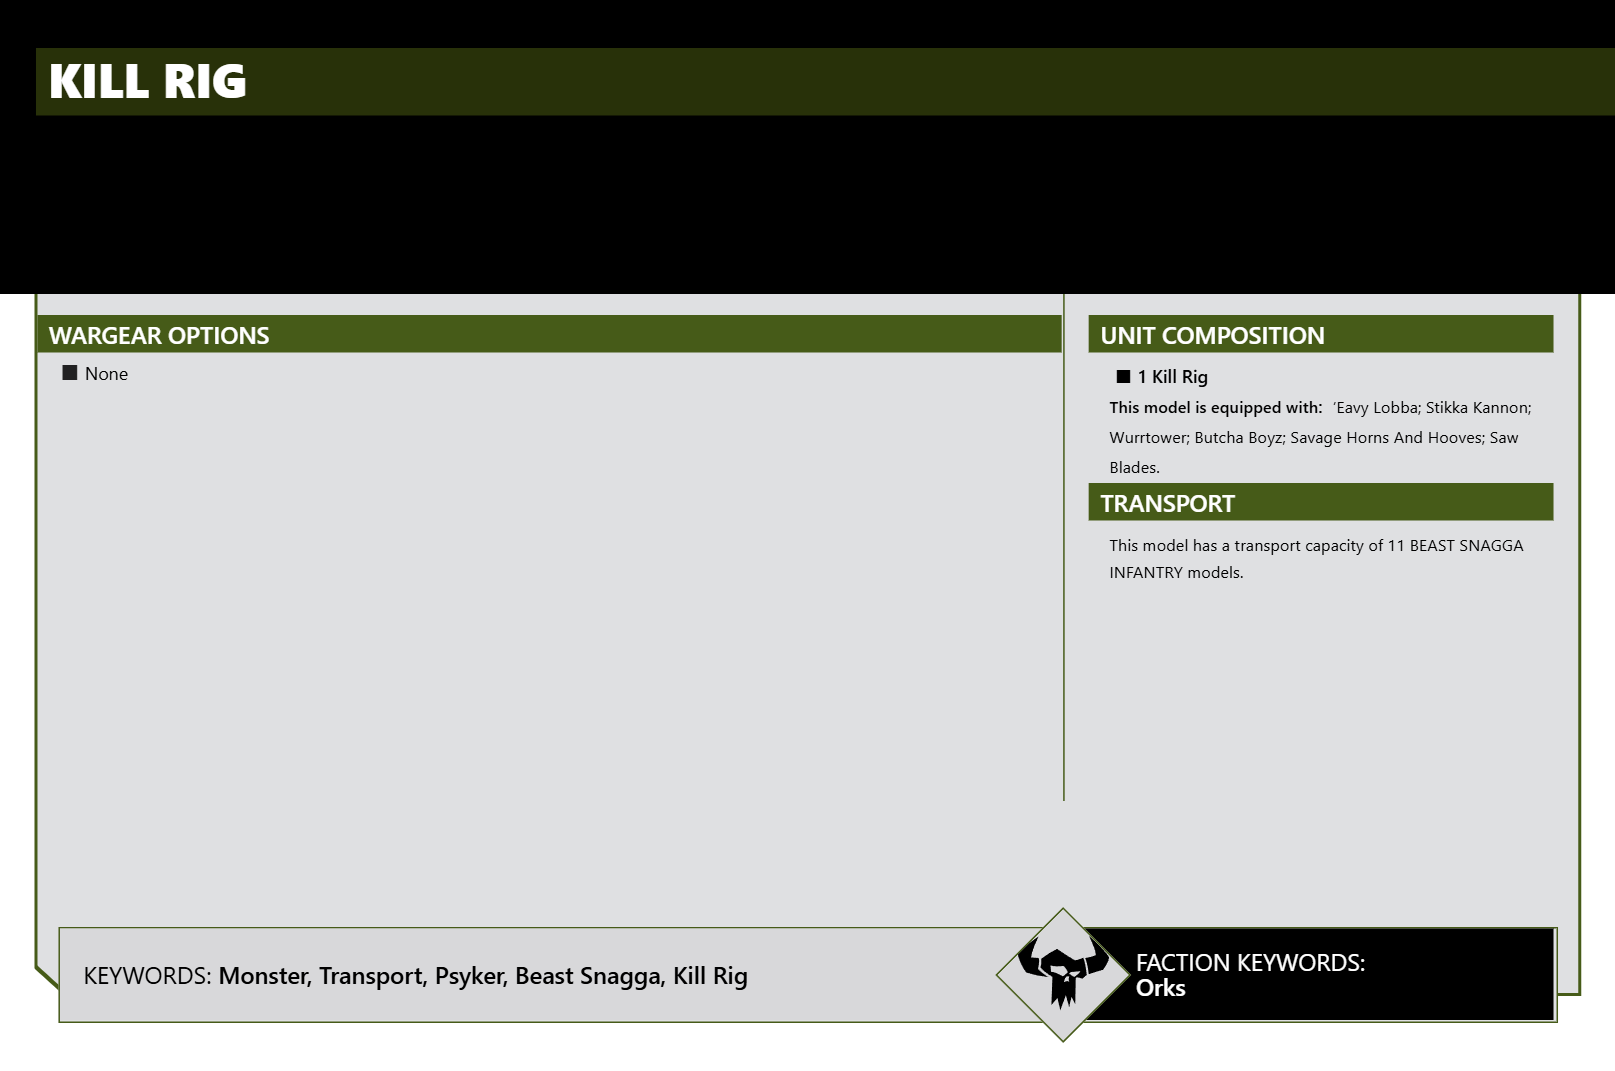 KILL RIG
WARGEAR OPTIONS
■ None
UNIT COMPOSITION
■ 1 Kill Rig
This model is equipped with: ‘Eavy Lobba; Stikka Kannon;
Wurrtower; Butcha Boyz; Savage Horns And Hooves; Saw
Blades.
TRANSPORT
This model has a transport capacity of 11 BEAST SNAGGA
INFANTRY models.
KEYWORDS: Monster, Transport, Psyker, Beast Snagga, Kill Rig
FACTION KEYWORDS:
Orks